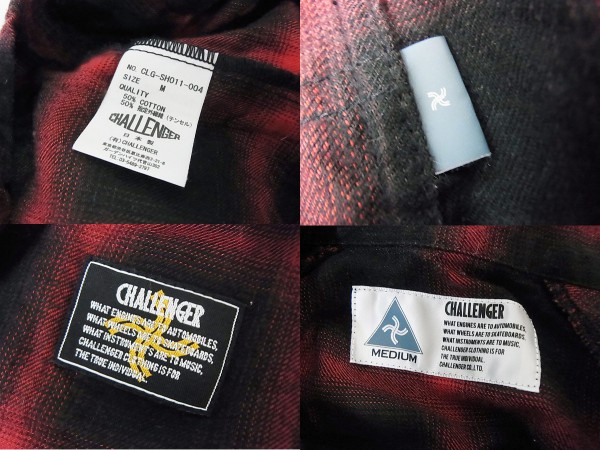 NO. CLG-SH011-004
SIZE M
QUALITY
50% COTTON
50% 指定外繊維(テンセル)
CHALLENGER
日本製
(有)CHALLENGER
CHALLENGER
WHAT ENGINES ARE TO AUTOMOBILES,
WHAT WHEELS ARE TO SKATEBOARDS,
WHAT INSTRUMENTS ARE TO MUSIC,
CHALLENGER CLOTHING IS FOR
THE TRUE INDIVIDUAL.
MEDIUM
CHALLENGER
WHAT ENGINES ARE TO AUTOMOBILES,
WHAT WHEELS ARE TO SKATEBOARDS,
WHAT INSTRUMENTS ARE TO MUSIC,
CHALLENGER CLOTHING IS FOR
THE TRUE INDIVIDUAL.
CHALLENGER CO.,LTD.